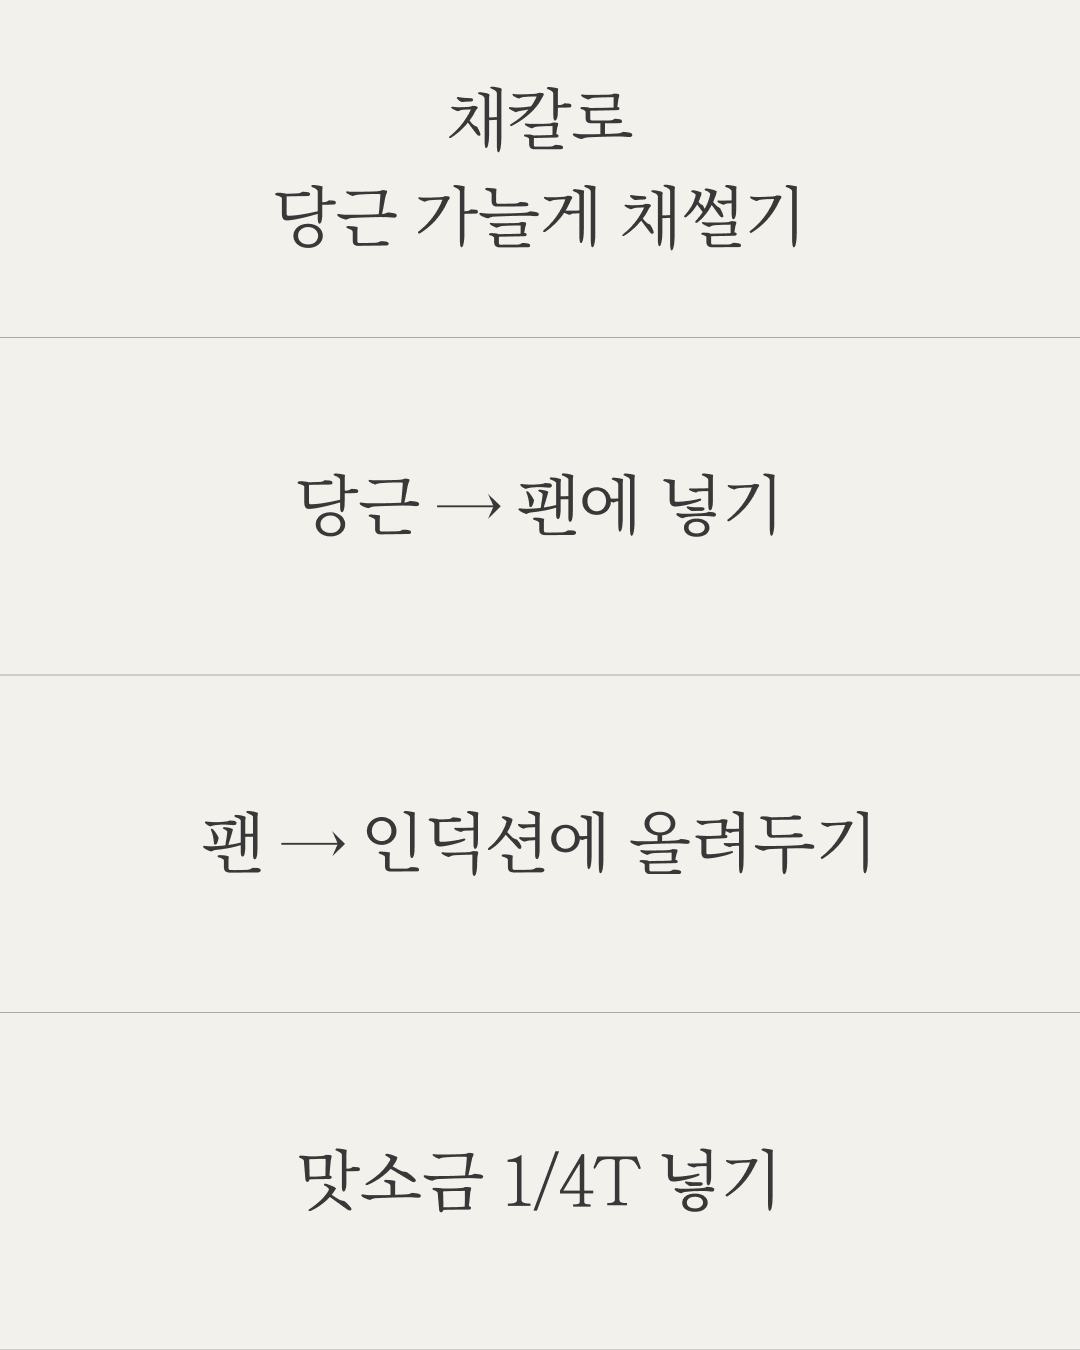 채칼로
당근 가늘게 채썰기
당근 → 팬에 넣기
팬 → 인덕션에 올려두기
맛소금 1/4T 넣기